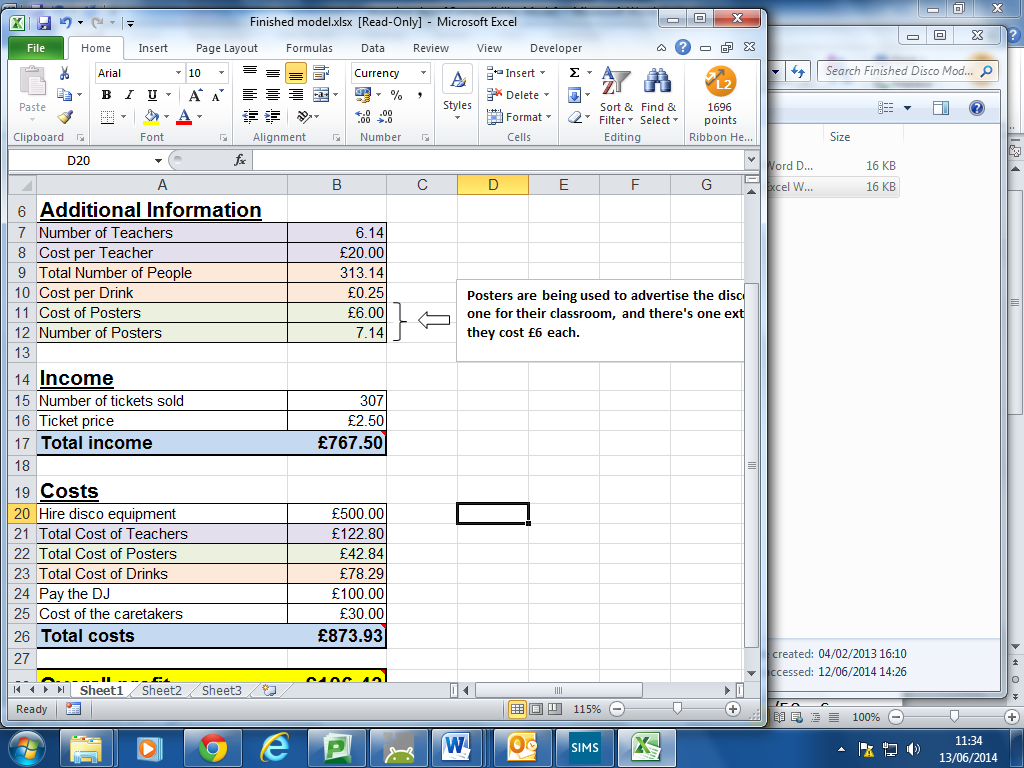 Finished model.xlsx [Read-Only] - Microsoft Excel
File Home Insert Page Layout Formulas Data Review View Developer
Paste
Clipboard
Arial 10
B I U A A
A
Font
Alignment
Currency
%
Number
Styles
Insert
Delete
Format
Cells
Σ
Sort & Filter
Find & Select
Editing
L2
1696 points
Ribbon He...
D20 fx
A B C D E F G
6 Additional Information
7 Number of Teachers 6.14
8 Cost per Teacher £20.00
9 Total Number of People 313.14
10 Cost per Drink £0.25
11 Cost of Posters £6.00
12 Number of Posters 7.14
Posters are being used to advertise the disc
one for their classroom, and there's one ext
they cost £6 each.
13
14 Income
15 Number of tickets sold 307
16 Ticket price £2.50
17 Total income £767.50
18
19 Costs
20 Hire disco equipment £500.00
21 Total Cost of Teachers £122.80
22 Total Cost of Posters £42.84
23 Total Cost of Drinks £78.29
24 Pay the DJ £100.00
25 Cost of the caretakers £30.00
26 Total costs £873.93
27
Sheet1 Sheet2 Sheet3
Ready 115%
Search Finished Disco Mod...
Size
Word D... 16 KB
Excel W... 16 KB
created: 04/02/2013 16:10
accessed: 12/06/2014 14:26
100%
SIMS
11:34
13/06/2014